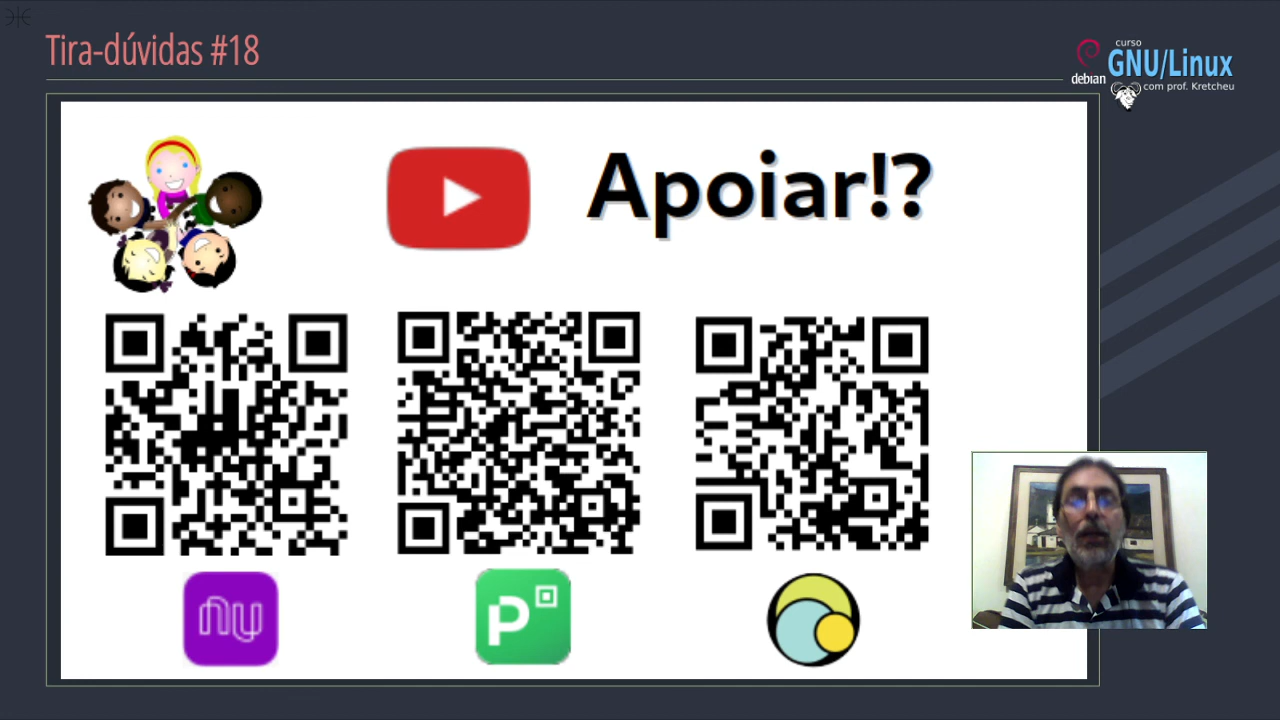 Tira-dúvidas #18
curso
GNU/Linux
debian
com prof. Kretcheu
Apoiar!?
nu
P